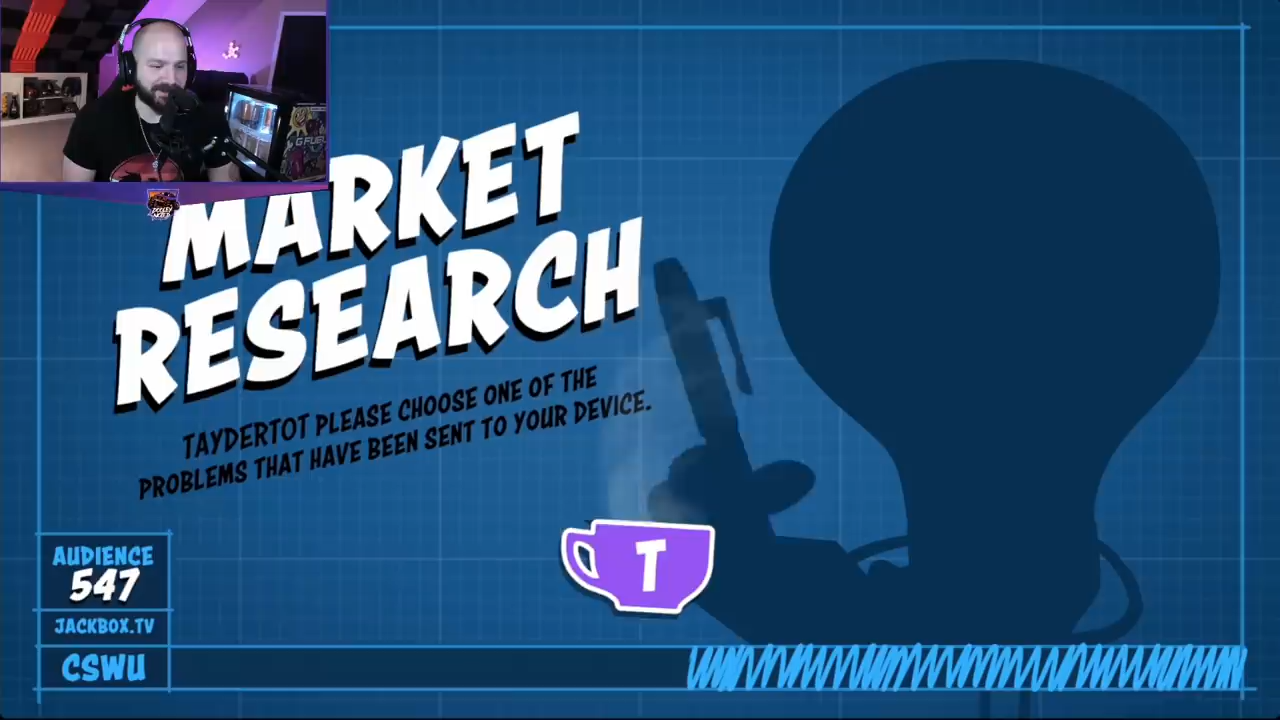 G FUEL
MARKET
RESEARCH
TAYDERTOT PLEASE CHOOSE ONE OF THE
PROBLEMS THAT HAVE BEEN SENT TO YOUR DEVICE.
T
AUDIENCE
547
JACKBOX.TV
CSWU